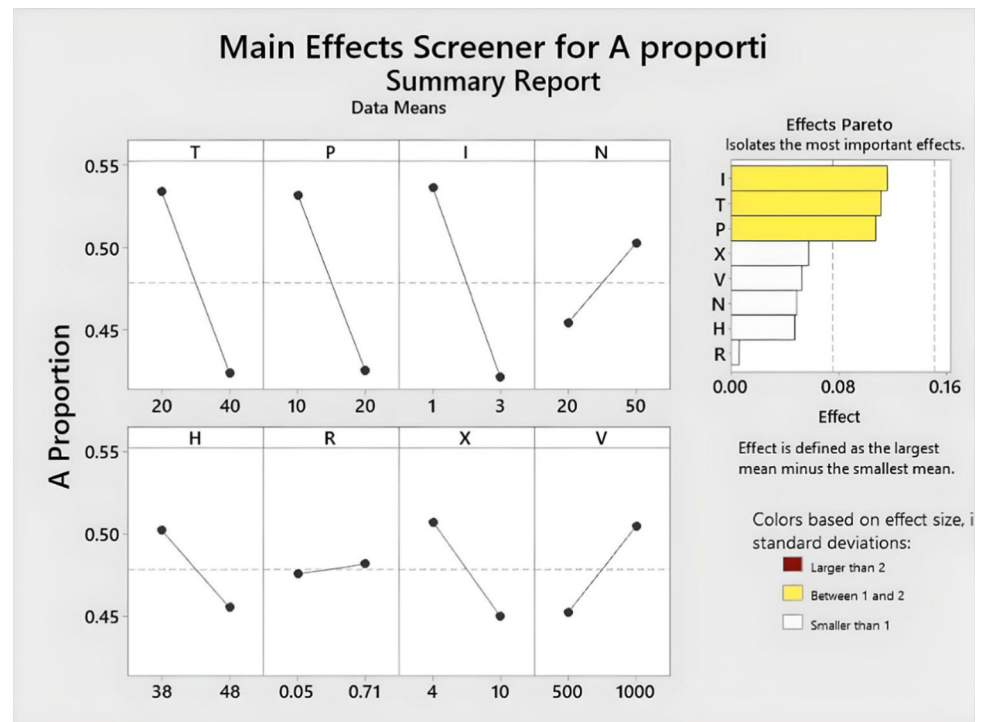 Main Effects Screener for A proporti
Summary Report
Data Means
A Proportion
T P I N
0.55
0.50
0.45
20 40 10 20 1 3 20 50
H R X V
0.55
0.50
0.45
38 48 0.05 0.71 4 10 500 1000
Effects Pareto
Isolates the most important effects.
I
T
P
X
V
N
H
R
0.00 0.08 0.16
Effect
Effect is defined as the largest
mean minus the smallest mean.
Colors based on effect size, i
standard deviations:
Larger than 2
Between 1 and 2
Smaller than 1